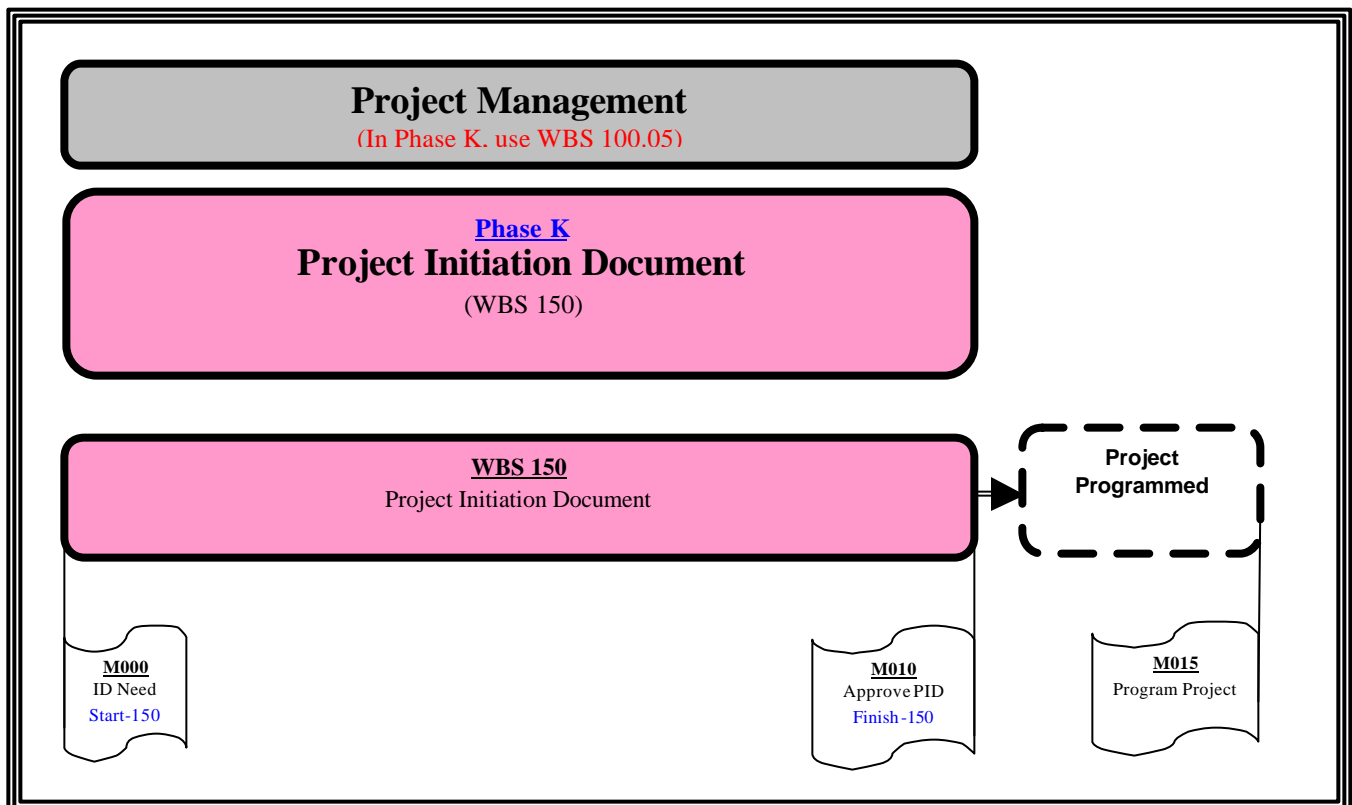 Project Management
(In Phase K, use WBS 100.05)
Phase K
Project Initiation Document
(WBS 150)
WBS 150
Project Initiation Document
Project
Programmed
M000
ID Need
Start-150
M010
Approve PID
Finish-150
M015
Program Project